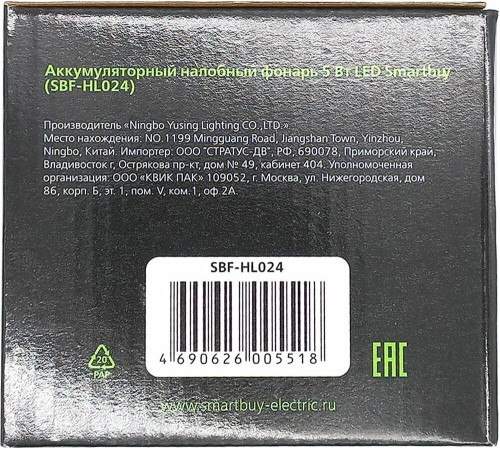 Аккумуляторный налобный фонарь 5 Вт LED Smartbuy
(SBF-HL024)
Производитель «Ningbo Yusing Lighting CO.,LTD.»
Место нахождения: NO.1199 Mingguang Road, Jiangshan Town, Yinzhou,
Ningbo, Китай Импортер: ООО "СТРАТУС-ДВ", РФ, 690078, Приморский край,
Владивосток г, Острякова пр-кт, дом № 49, кабинет 404. Уполномоченная
организация: ООО «КВИК ПАК» 109052, г. Москва, ул. Нижегородская, дом
86, корп. Б, эт. 1, пом. V, ком.1, оф.2А.
SBF-HL024
4 690626 005518
20
PAP
EAC
www.smartbuy-electric.ru